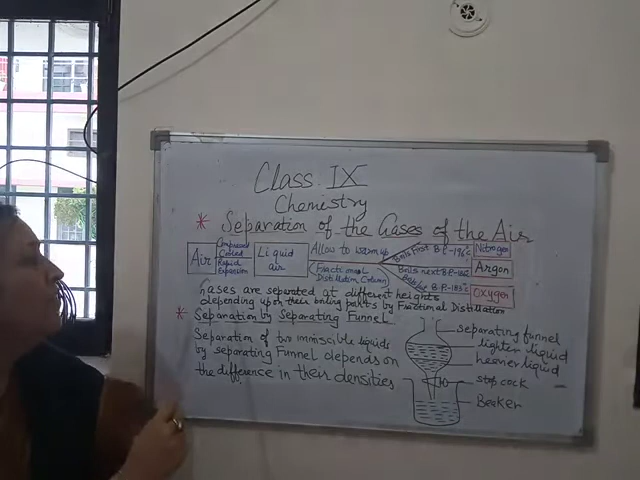 Class IX
Chemestry
* Separation of the Gases of the Air
Air
Compressed
Cooled
Rapid
Expansion
Liquid
air
Allow to warm up
Fractional
Distillation Column
Boils first B.P-196°C
Nitrogen
Boils next B.P-186
Argon
Boils last B.P-183°C
Oxygen
Gases are separated at different heights
depending upon their boiling points by Fractional Distillation
* Separation by Separating Funnel
Separation of two immiscible liquids
by separating Funnel depends on
the difference in their densities
separating funnel
lighter liquid
heavier liquid
stop cock
Beaker